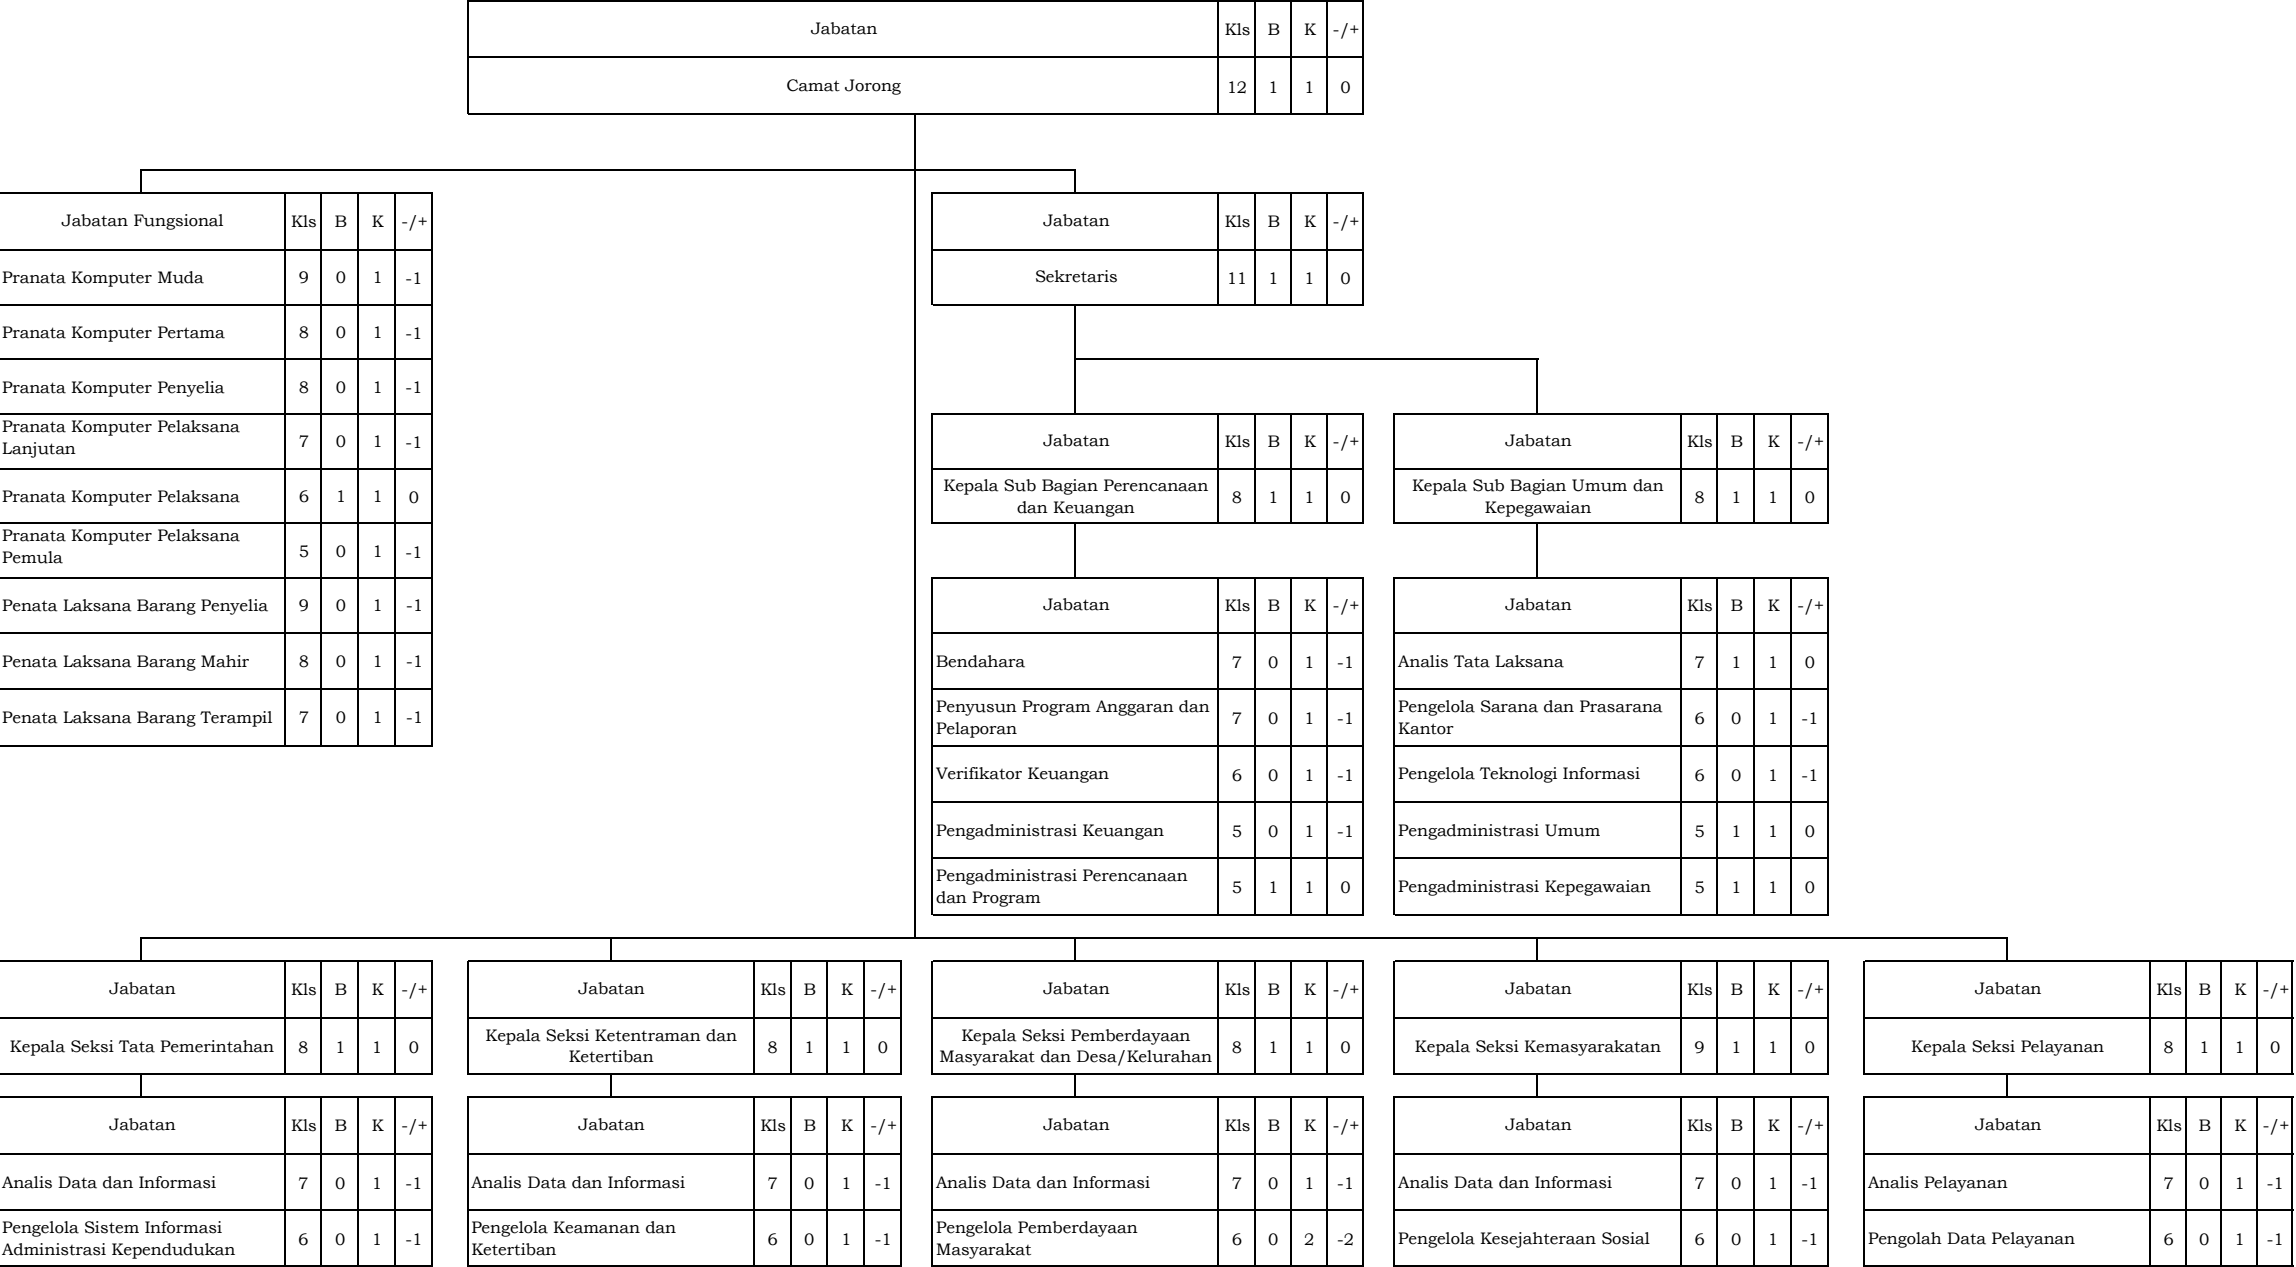 Jabatan Kls B K -/+
Camat Jorong 12 1 1 0
Jabatan Fungsional Kls B K -/+
Pranata Komputer Muda 9 0 1 -1
Pranata Komputer Pertama 8 0 1 -1
Pranata Komputer Penyelia 8 0 1 -1
Pranata Komputer Pelaksana
Lanjutan 7 0 1 -1
Pranata Komputer Pelaksana 6 1 1 0
Pranata Komputer Pelaksana
Pemula 5 0 1 -1
Penata Laksana Barang Penyelia 9 0 1 -1
Penata Laksana Barang Mahir 8 0 1 -1
Penata Laksana Barang Terampil 7 0 1 -1
Jabatan Kls B K -/+
Sekretaris 11 1 1 0
Jabatan Kls B K -/+
Kepala Sub Bagian Perencanaan
dan Keuangan 8 1 1 0
Jabatan Kls B K -/+
Bendahara 7 0 1 -1
Penyusun Program Anggaran dan
Pelaporan 7 0 1 -1
Verifikator Keuangan 6 0 1 -1
Pengadministrasi Keuangan 5 0 1 -1
Pengadministrasi Perencanaan
dan Program 5 1 1 0
Jabatan Kls B K -/+
Kepala Sub Bagian Umum dan
Kepegawaian 8 1 1 0
Jabatan Kls B K -/+
Analis Tata Laksana 7 1 1 0
Pengelola Sarana dan Prasarana
Kantor 6 0 1 -1
Pengelola Teknologi Informasi 6 0 1 -1
Pengadministrasi Umum 5 1 1 0
Pengadministrasi Kepegawaian 5 1 1 0
Jabatan Kls B K -/+
Kepala Seksi Tata Pemerintahan 8 1 1 0
Jabatan Kls B K -/+
Analis Data dan Informasi 7 0 1 -1
Pengelola Sistem Informasi
Administrasi Kependudukan 6 0 1 -1
Jabatan Kls B K -/+
Kepala Seksi Ketentraman dan
Ketertiban 8 1 1 0
Jabatan Kls B K -/+
Analis Data dan Informasi 7 0 1 -1
Pengelola Keamanan dan
Ketertiban 6 0 1 -1
Jabatan Kls B K -/+
Kepala Seksi Pemberdayaan
Masyarakat dan Desa/Kelurahan 8 1 1 0
Jabatan Kls B K -/+
Analis Data dan Informasi 7 0 1 -1
Pengelola Pemberdayaan
Masyarakat 6 0 2 -2
Jabatan Kls B K -/+
Kepala Seksi Kemasyarakatan 9 1 1 0
Jabatan Kls B K -/+
Analis Data dan Informasi 7 0 1 -1
Pengelola Kesejahteraan Sosial 6 0 1 -1
Jabatan Kls B K -/+
Kepala Seksi Pelayanan 8 1 1 0
Jabatan Kls B K -/+
Analis Pelayanan 7 0 1 -1
Pengolah Data Pelayanan 6 0 1 -1